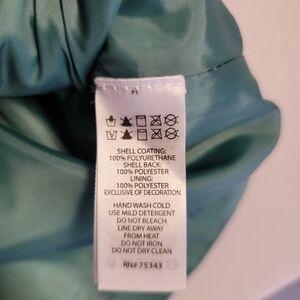 SHELL COATING:
100% POLYURETHANE
SHELL BACK:
100% POLYESTER
LINING:
100% POLYESTER
EXCLUSIVE OF DECORATION
HAND WASH COLD
USE MILD DETERGENT
DO NOT BLEACH
LINE DRY AWAY
FROM HEAT
DO NOT IRON
DO NOT DRY CLEAN
RN# 75343